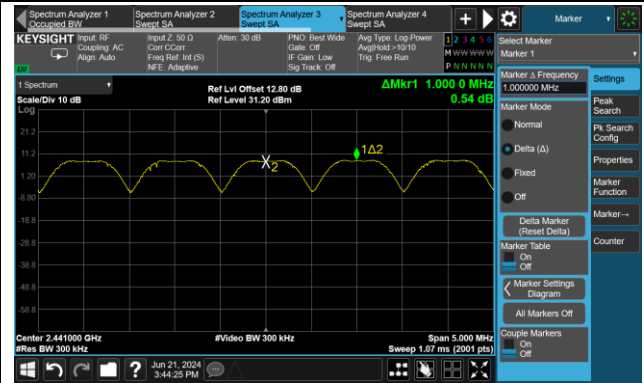 Spectrum Analyzer 1
Occupied BW
Spectrum Analyzer 2
Swept SA
Spectrum Analyzer 3
Swept SA
Spectrum Analyzer 4
Swept SA
Marker
KEYSIGHT
Input: RF
Coupling: AC
Align: Auto
Input Z: 50 Ω
Corr CCorr
Freq Ref: Int (S)
NFE: Adaptive
Atten: 30 dB
PNO: Best Wide
Gate: Off
IF Gain: Low
Sig Track: Off
Avg Type: Log-Power
Avg|Hold:>10/10
Trig: Free Run
1 2 3 4 5 6
M W W W W W
P N N N N N
Select Marker
Marker 1
1 Spectrum
Scale/Div 10 dB
Log
Ref Lvl Offset 12.80 dB
Ref Level 31.20 dBm
ΔMkr1 1.000 0 MHz
0.54 dB
21.2
11.2
1.20
-8.80
-18.8
-28.8
-38.8
-48.8
-58.8
X2
1Δ2
Center 2.441000 GHz
#Res BW 300 kHz
#Video BW 300 kHz
Span 5.000 MHz
Sweep 1.07 ms (2001 pts)
Marker Δ Frequency
1.000000 MHz
Marker Mode
Normal
Delta (Δ)
Fixed
Off
Delta Marker
(Reset Delta)
Marker Table
On
Off
Marker Settings
Diagram
All Markers Off
Couple Markers
On
Off
Settings
Peak
Search
Pk Search
Config
Properties
Marker
Function
Marker→
Counter
Jun 21, 2024
3:44:25 PM